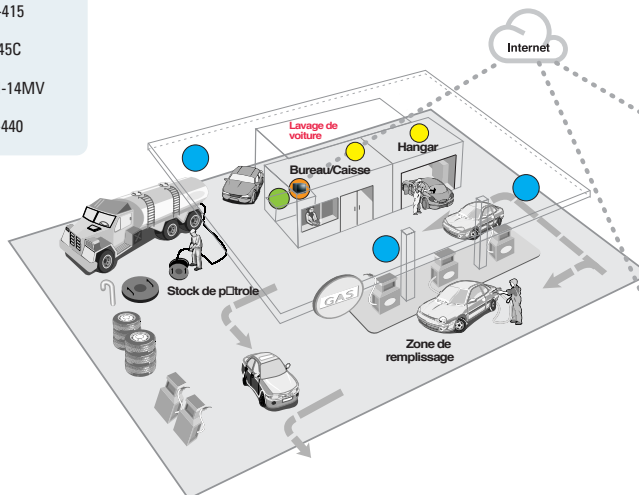 -415
45C
-14MV
-440
Internet
Lavage de
voiture
Hangar
Bureau/Caisse
Stock de p□trole
GAS
Zone de
remplissage